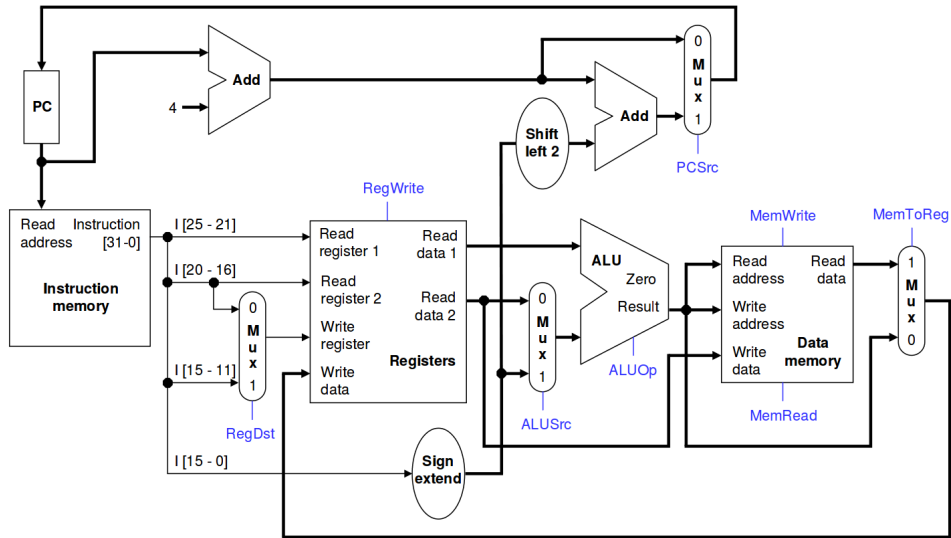 PC
4
Add
Shift
left 2
Add
0
M
u
x
1
PCSrc
Read
address
Instruction
[31-0]
Instruction
memory
I [25 - 21]
I [20 - 16]
I [15 - 11]
I [15 - 0]
0
M
u
x
1
RegDst
RegWrite
Read
register 1
Read
register 2
Write
register
Write
data
Read
data 1
Read
data 2
Registers
Sign
extend
0
M
u
x
1
ALUSrc
ALU
Zero
Result
ALUOp
MemWrite
Read
address
Write
address
Write
data
Read
data
Data
memory
MemRead
MemToReg
1
M
u
x
0